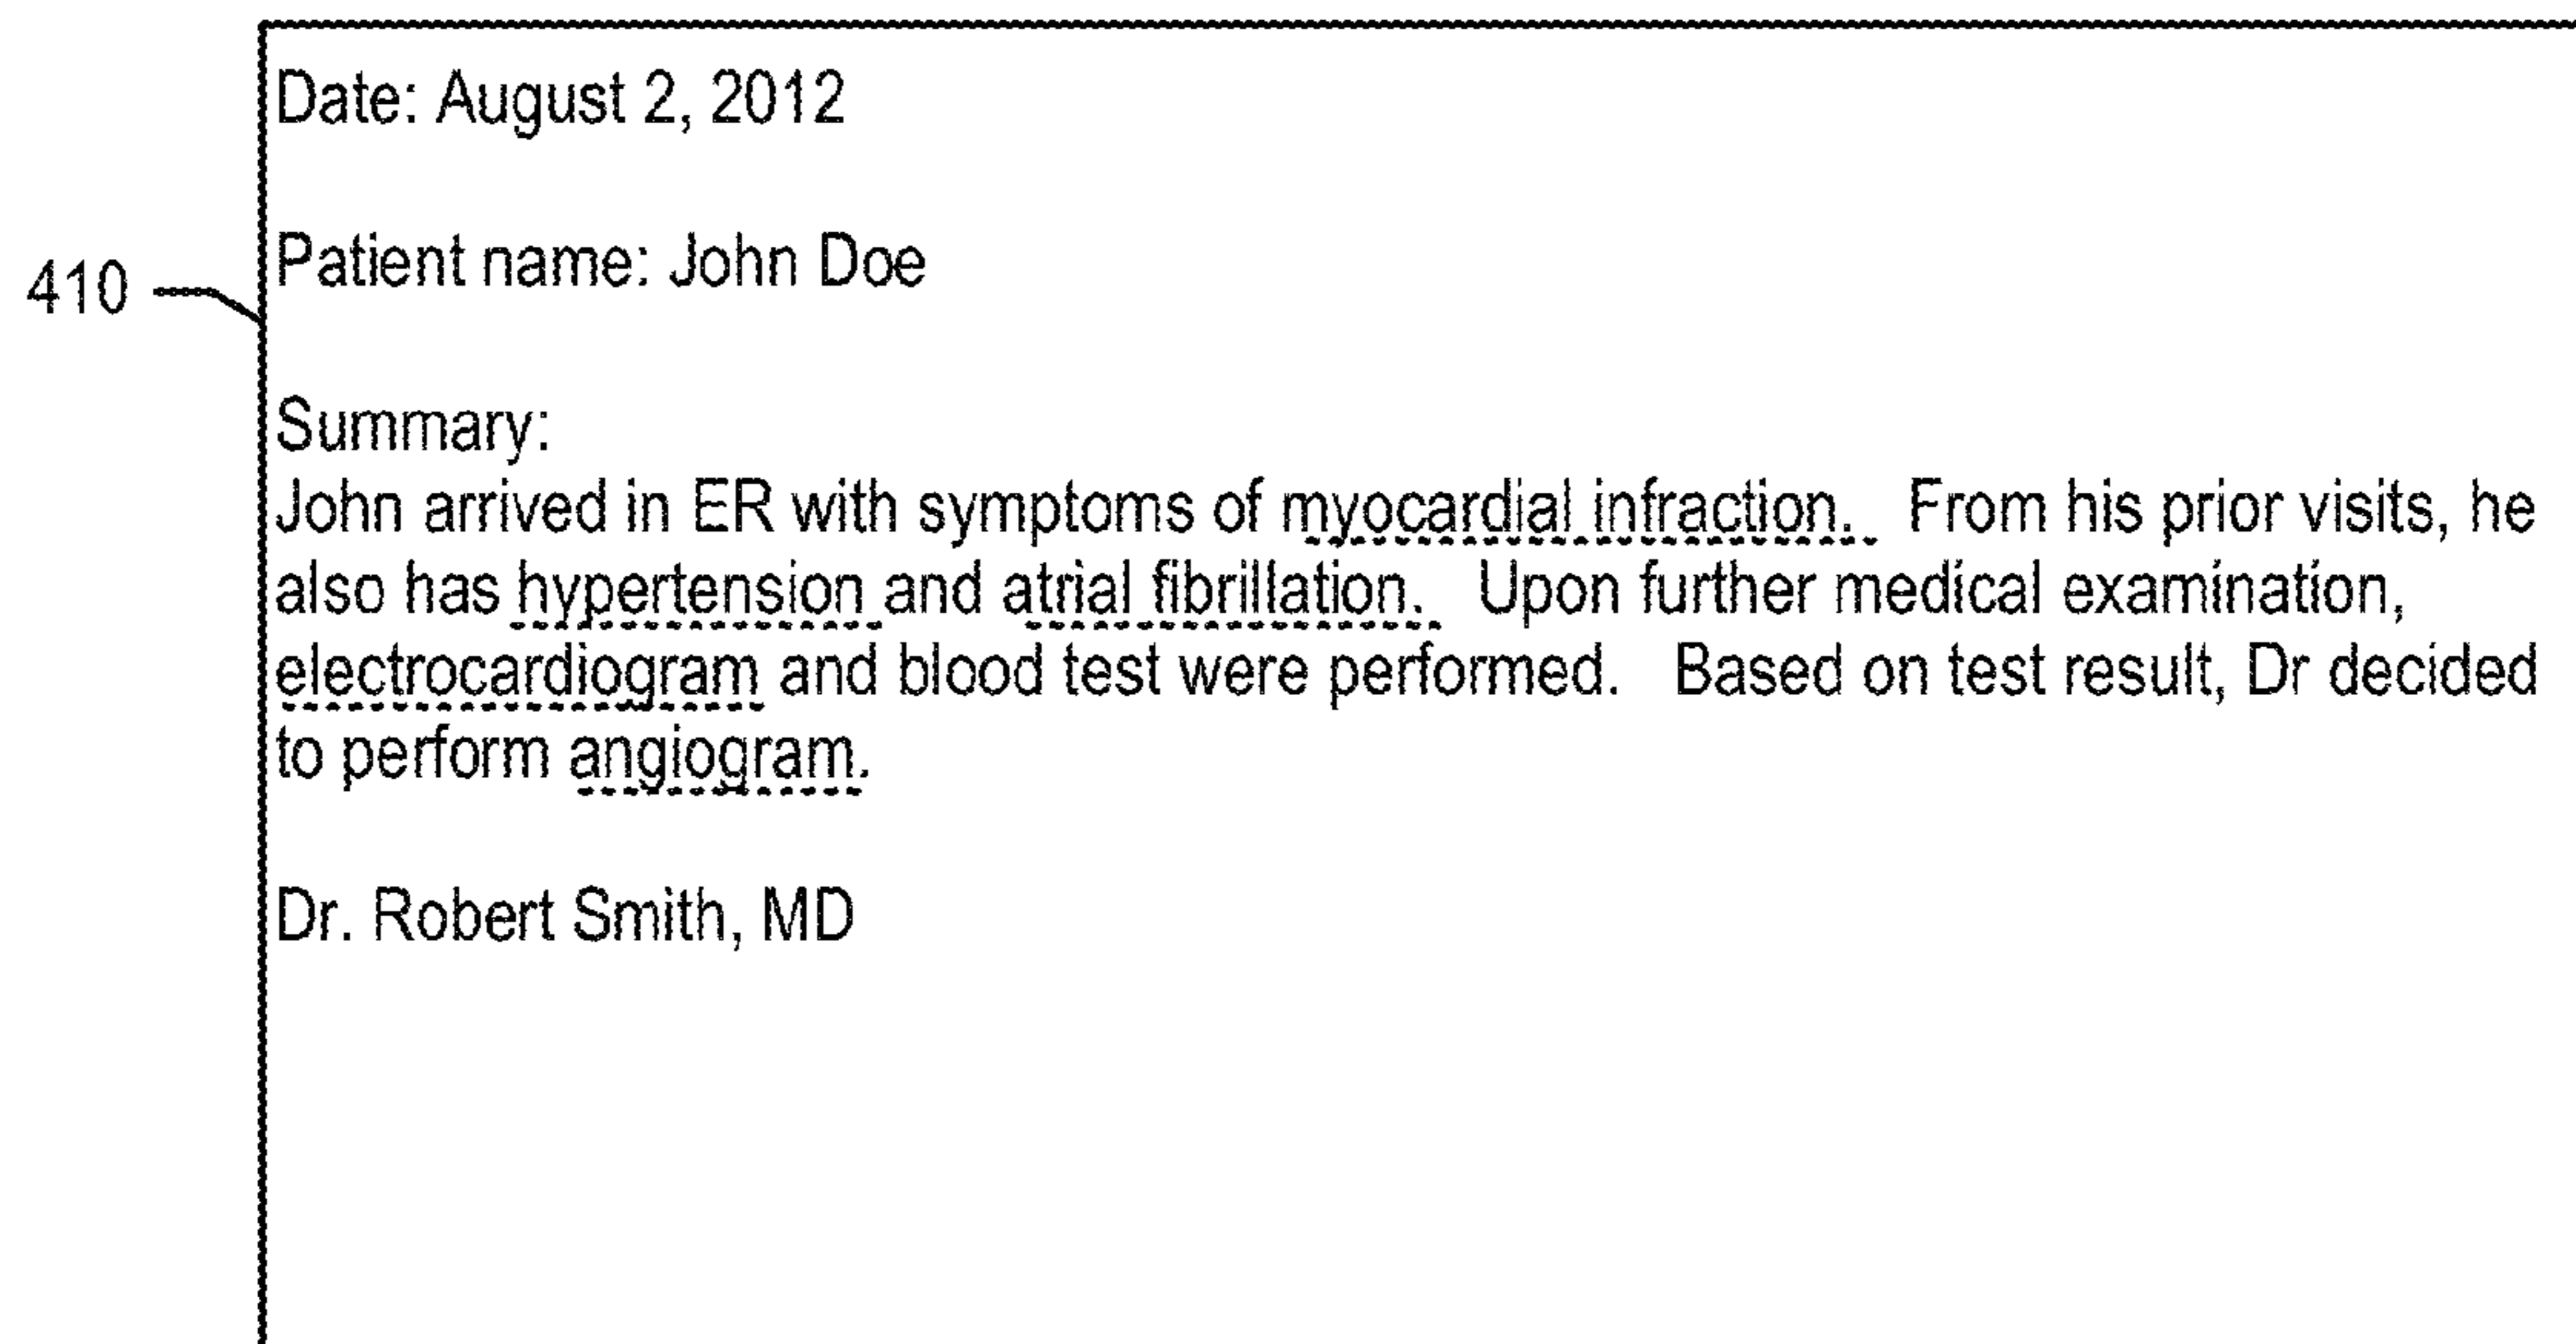 Date: August 2, 2012
410
Patient name: John Doe
Summary:
John arrived in ER with symptoms of myocardial infraction. From his prior visits, he
also has hypertension and atrial fibrillation. Upon further medical examination,
electrocardiogram and blood test were performed. Based on test result, Dr decided
to perform angiogram.
Dr. Robert Smith, MD